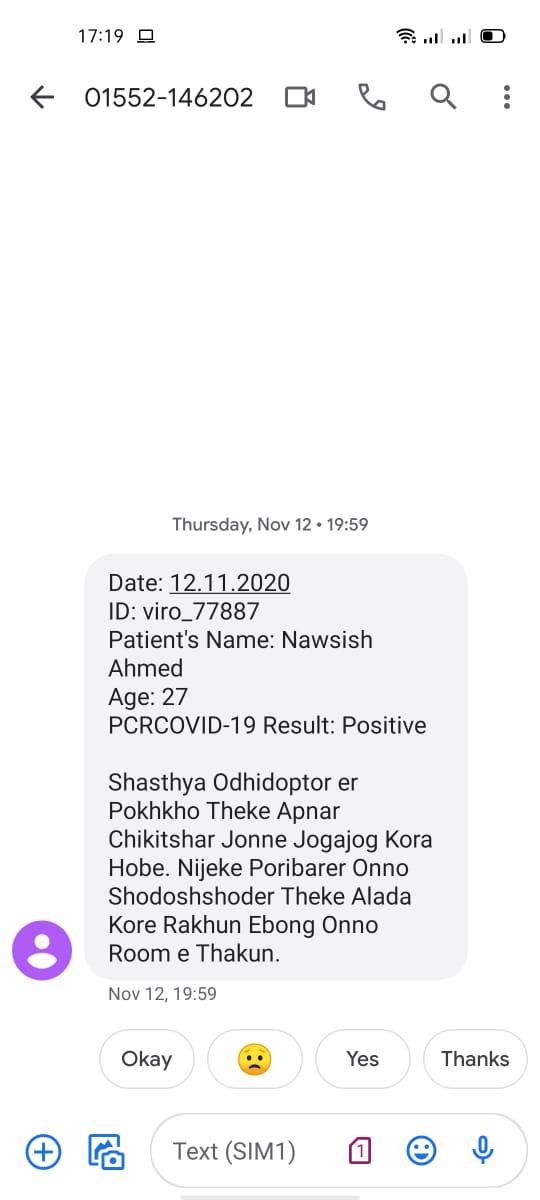 17:19
01552-146202
Thursday, Nov 12 • 19:59
Date: 12.11.2020
ID: viro_77887
Patient's Name: Nawsish
Ahmed
Age: 27
PCRCOVID-19 Result: Positive
Shasthya Odhidoptor er
Pokhkho Theke Apnar
Chikitshar Jonne Jogajog Kora
Hobe. Nijeke Poribarer Onno
Shodoshshoder Theke Alada
Kore Rakhun Ebong Onno
Room e Thakun.
Nov 12, 19:59
Okay
Yes
Thanks
Text (SIM1)
1